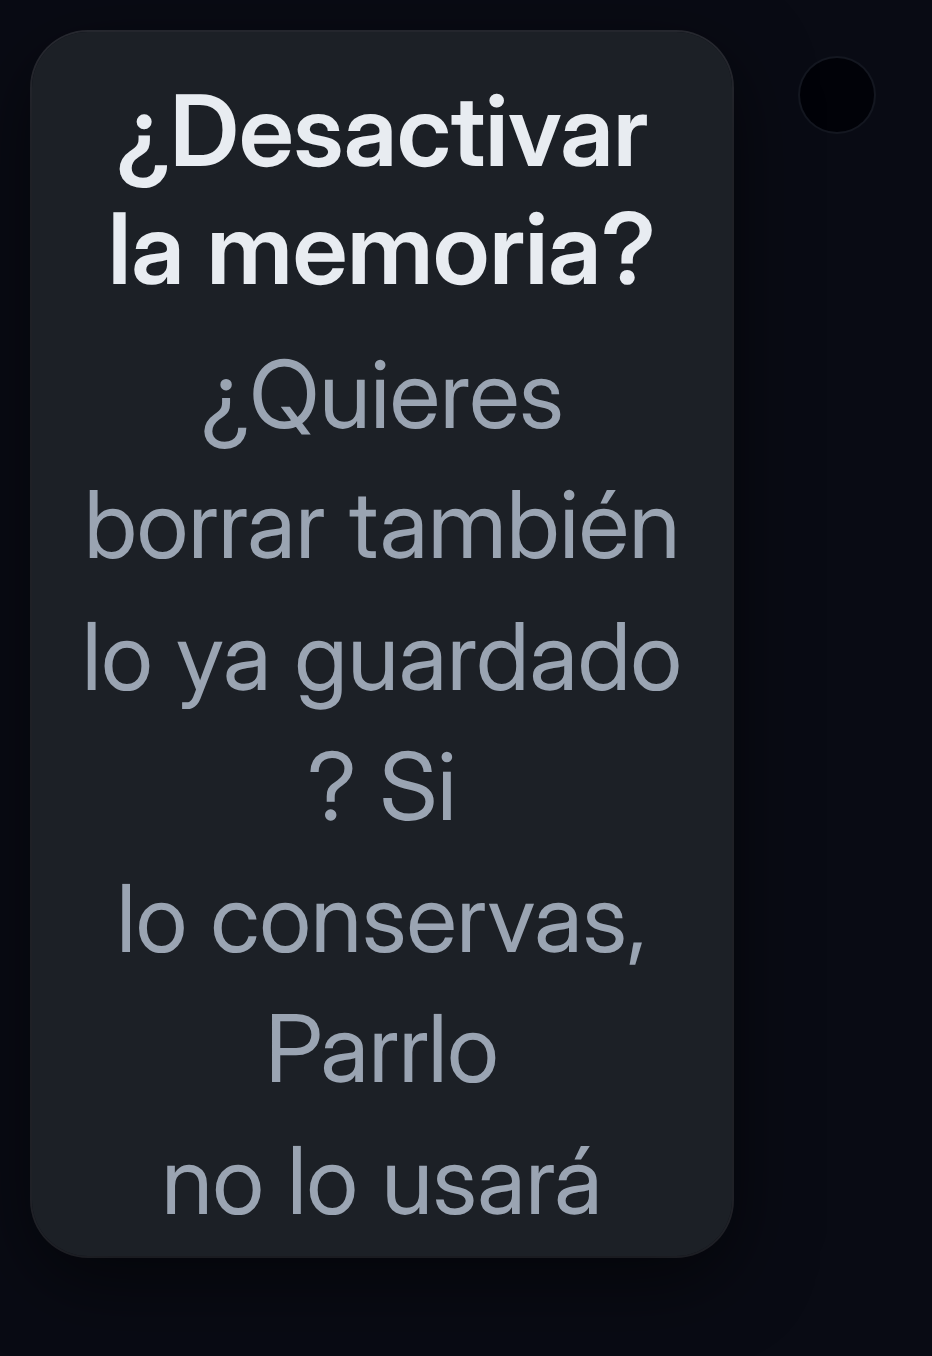 ¿Desactivar
la memoria?
¿Quieres
borrar también
lo ya guardado
? Si
lo conservas,
Parrlo
no lo usará